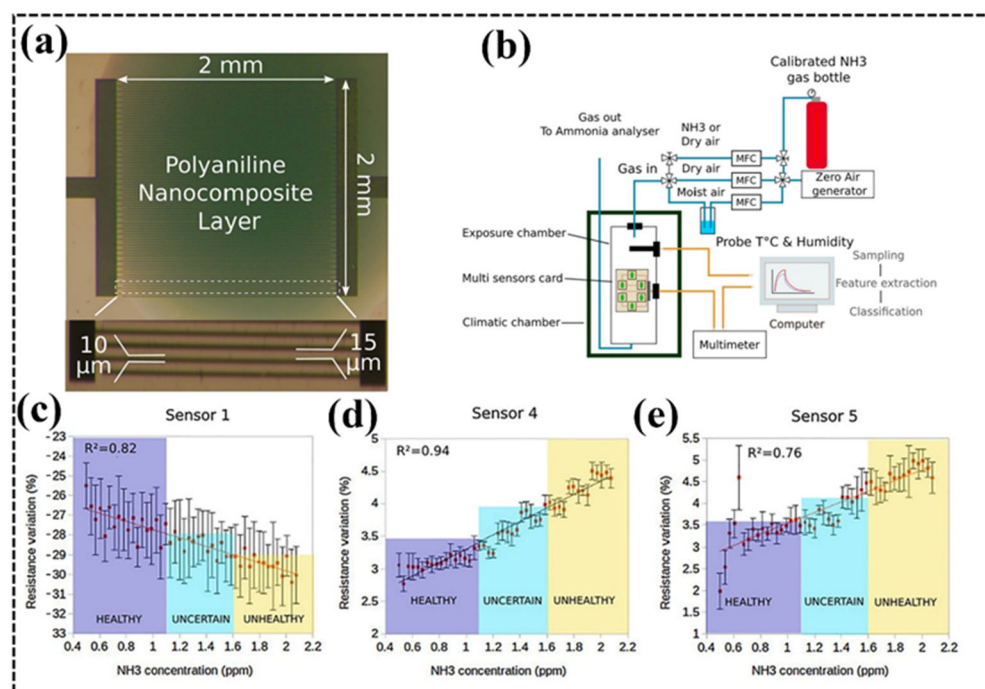 (a)
2 mm
2 mm
Polyaniline
Nanocomposite
Layer
10
μm
15
μm
(b)
Calibrated NH3
gas bottle
Gas out
To Ammonia analyser
NH3 or
Dry air
MFC
Gas in
Dry air
MFC
Moist air
MFC
Zero Air
generator
Exposure chamber
Probe T°C & Humidity
Multi sensors card
Sampling
Feature extraction
Classification
Climatic chamber
Computer
Multimeter
(c)
Sensor 1
R²=0.82
Resistance variation (%)
-23
-24
-25
-26
-27
-28
-29
-30
-31
-32
33
HEALTHY
UNCERTAIN
UNHEALTHY
0.4 0.6 0.8 1 1.2 1.4 1.6 1.8 2 2.2
NH3 concentration (ppm)
(d)
Sensor 4
R²=0.94
Resistance variation (%)
5
4.5
4
3.5
3
2.5
2
HEALTHY
UNCERTAIN
UNHEALTHY
0.4 0.6 0.8 1 1.2 1.4 1.6 1.8 2 2.2
NH3 concentration (ppm)
(e)
Sensor 5
R²=0.76
Resistance variation (%)
5.5
5
4.5
4
3.5
3
2.5
2
1.5
1
HEALTHY
UNCERTAIN
UNHEALTHY
0.4 0.6 0.8 1 1.2 1.4 1.6 1.8 2 2.2
NH3 concentration (ppm)